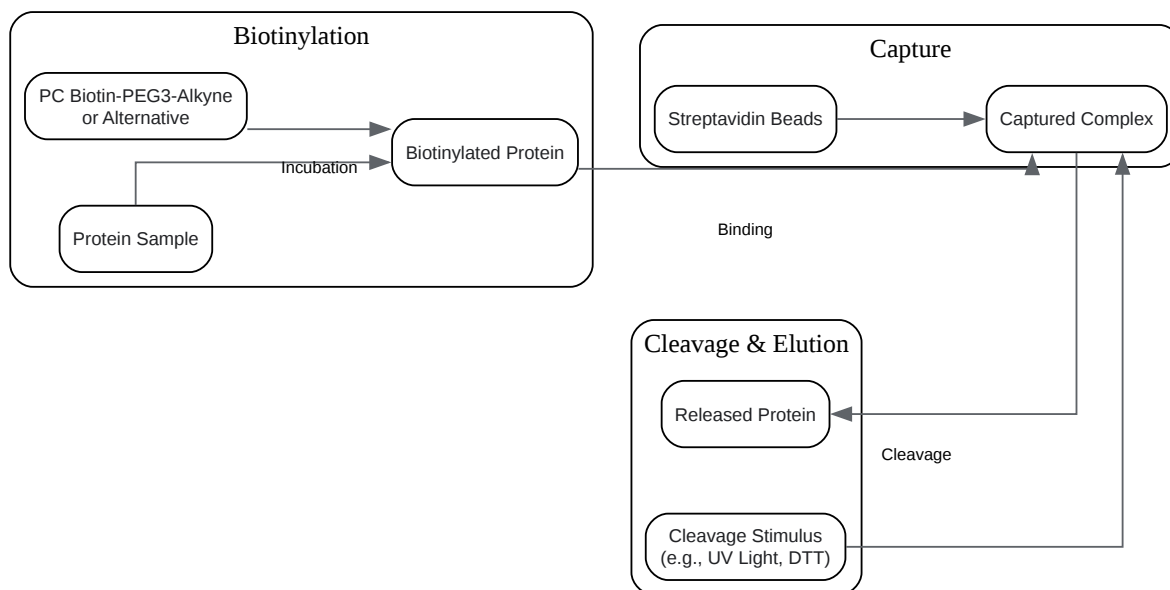 Biotinylation
PC Biotin-PEG3-Alkyne
or Alternative
Biotinylated Protein
Incubation
Protein Sample
Capture
Streptavidin Beads
Captured Complex
Binding
Cleavage & Elution
Released Protein
Cleavage
Cleavage Stimulus
(e.g., UV Light, DTT)